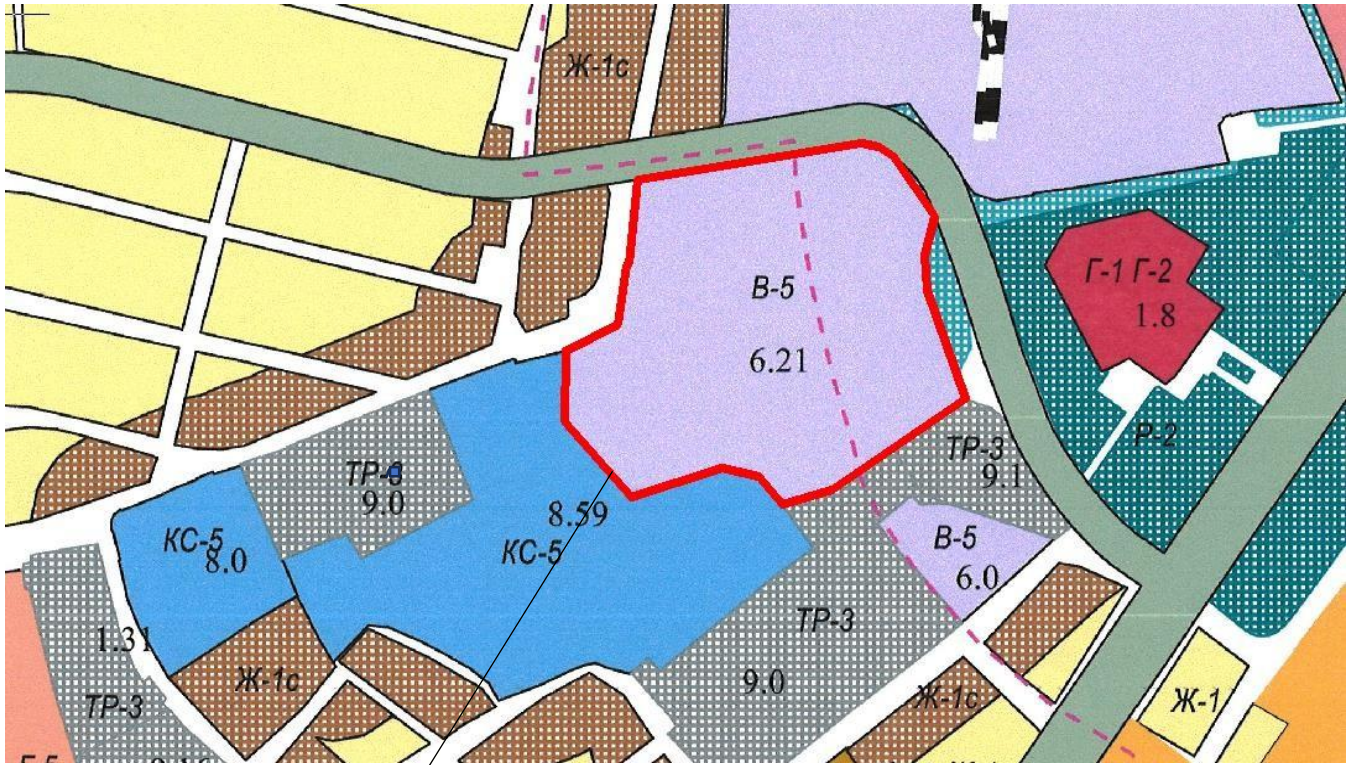 Ж-1с
В-5
6.21
Г-1 Г-2
1.8
Р-2
ТР-3
9.1
ТР-3
9.0
8.59
КС-5
КС-5
8.0
В-5
6.0
ТР-3
9.0
1.31
ТР-3
Ж-1с
Ж-1с
Ж-1